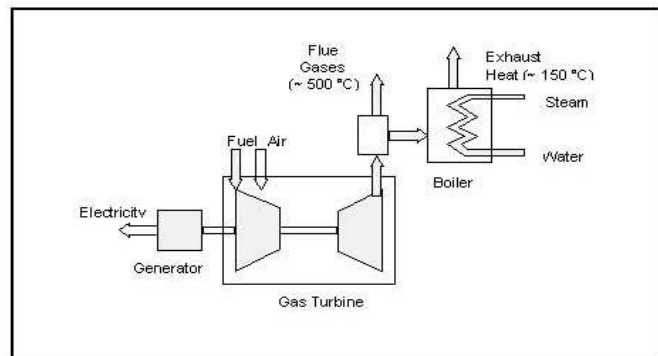 Flue
Gases
(~ 500 °C)
Exhaust
Heat (~ 150 °C)
Steam
Water
Boiler
Fuel Air
Electricity
Generator
Gas Turbine